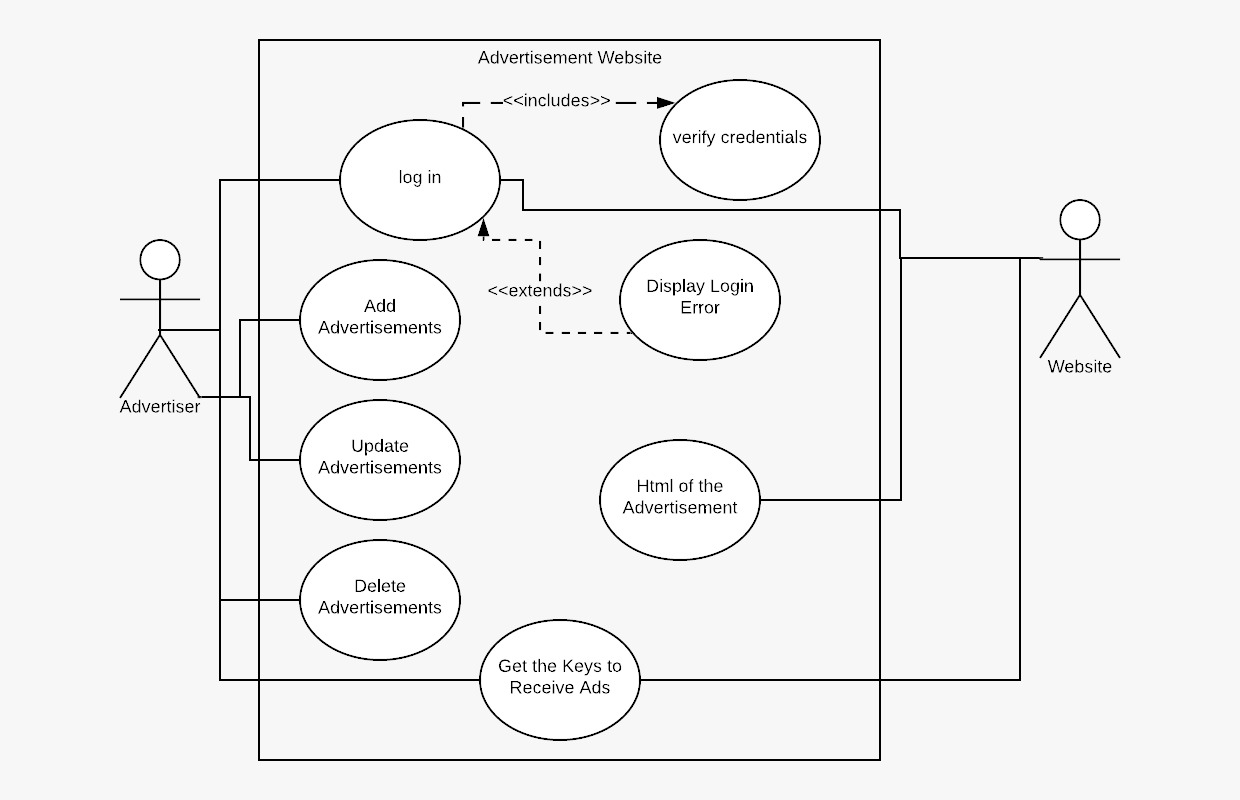 Advertisement Website
<<includes>>
verify credentials
log in
Display Login
Error
<<extends>>
Add
Advertisements
Website
Advertiser
Update
Advertisements
Html of the
Advertisement
Delete
Advertisements
Get the Keys to
Receive Ads